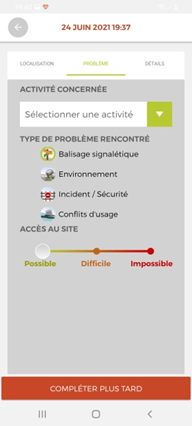 24 JUIN 2021 19:37
LOCALISATION PROBLÈME DÉTAILS
ACTIVITÉ CONCERNÉE
Sélectionner une activité
TYPE DE PROBLÈME RENCONTRÉ
Balisage signalétique
Environnement
Incident / Sécurité
Conflits d'usage
ACCÈS AU SITE
Possible Difficile Impossible
COMPLÉTER PLUS TARD